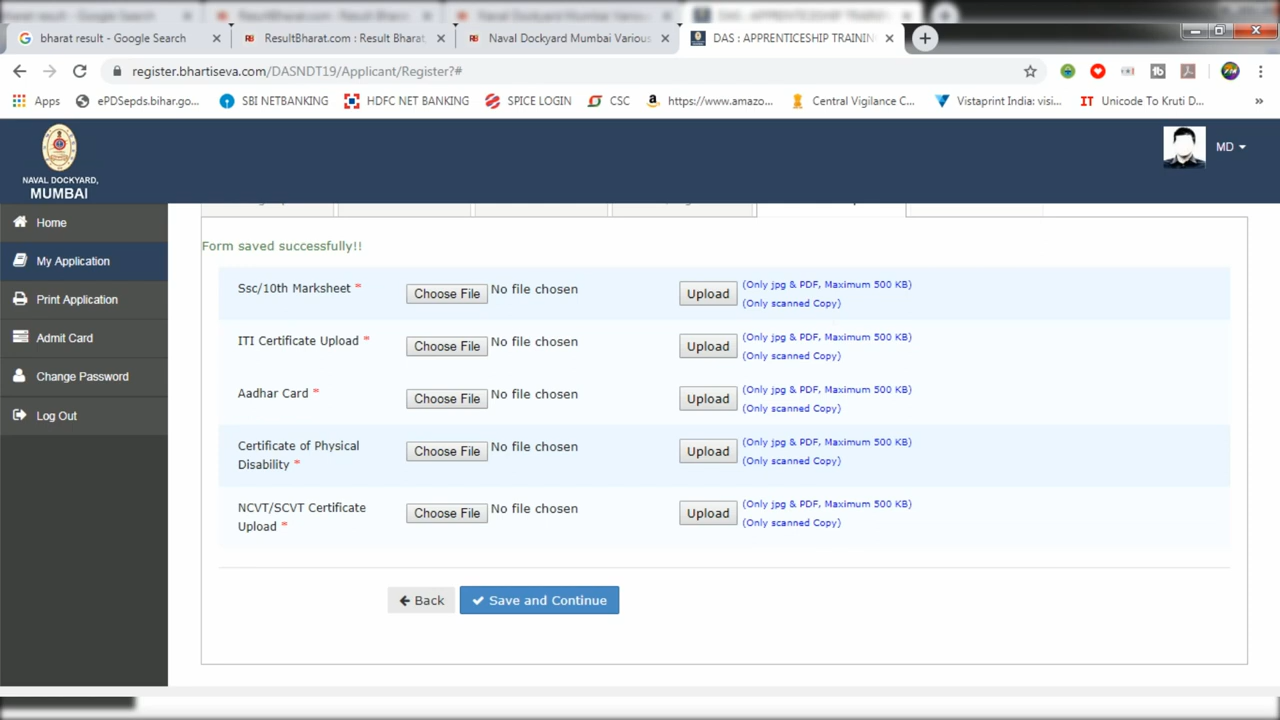 bharat result - Google Search
ResultBharat.com : Result Bharat
Naval Dockyard Mumbai Various
DAS : APPRENTICESHIP TRAININ
register.bhartiseva.com/DASNDT19/Applicant/Register?#
Apps
ePDSepds.bihar.go...
SBI NETBANKING
HDFC NET BANKING
SPICE LOGIN
CSC
https://www.amazo...
Central Vigilance C...
Vistaprint India: visi...
IT Unicode To Kruti D...
»
NAVAL DOCKYARD,
MUMBAI
MD
Home
My Application
Print Application
Admit Card
Change Password
Log Out
Form saved successfully!!
Ssc/10th Marksheet *
Choose File No file chosen
Upload
(Only jpg & PDF, Maximum 500 KB)
(Only scanned Copy)
ITI Certificate Upload *
Choose File No file chosen
Upload
(Only jpg & PDF, Maximum 500 KB)
(Only scanned Copy)
Aadhar Card *
Choose File No file chosen
Upload
(Only jpg & PDF, Maximum 500 KB)
(Only scanned Copy)
Certificate of Physical
Disability *
Choose File No file chosen
Upload
(Only jpg & PDF, Maximum 500 KB)
(Only scanned Copy)
NCVT/SCVT Certificate
Upload *
Choose File No file chosen
Upload
(Only jpg & PDF, Maximum 500 KB)
(Only scanned Copy)
Back
Save and Continue